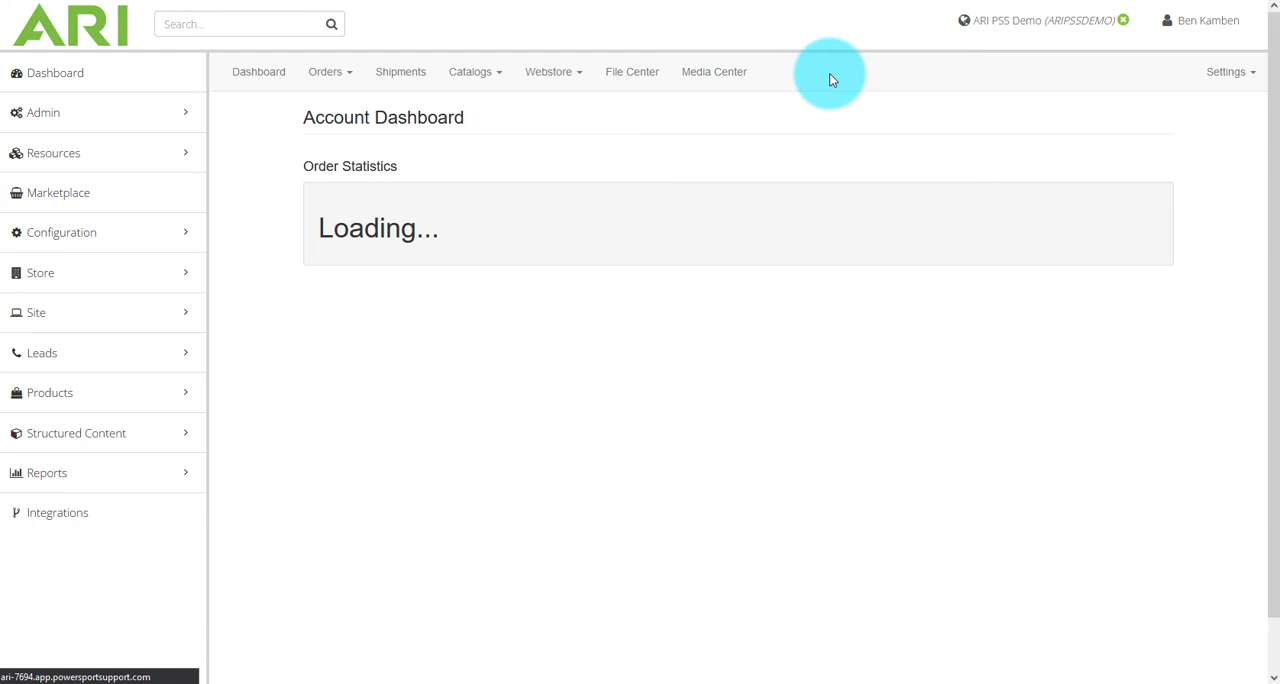 ARI
Search...
ARI PSS Demo (ARIPSSDEMO)
Ben Kamben
Dashboard
Admin
Resources
Marketplace
Configuration
Store
Site
Leads
Products
Structured Content
Reports
Integrations
Dashboard Orders Shipments Catalogs Webstore File Center Media Center Settings
Account Dashboard
Order Statistics
Loading...
ari-7694.app.powersportsupport.com